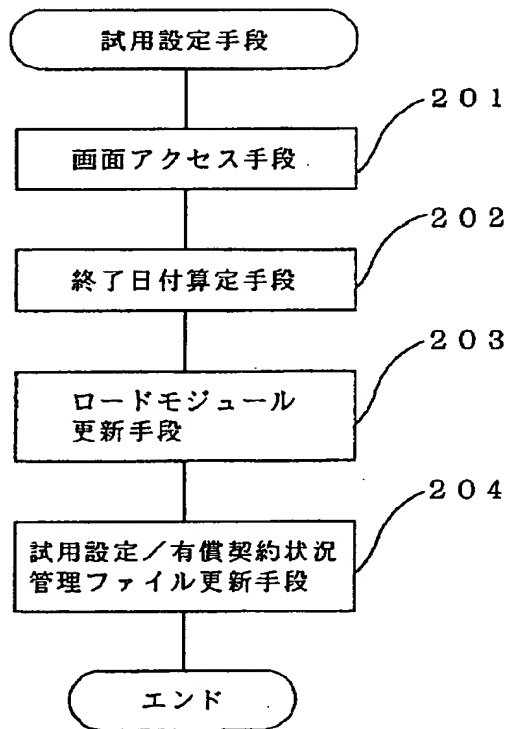 試用設定手段
201
画面アクセス手段
202
終了日付算定手段
203
ロードモジュール
更新手段
204
試用設定／有償契約状況
管理ファイル更新手段
エンド